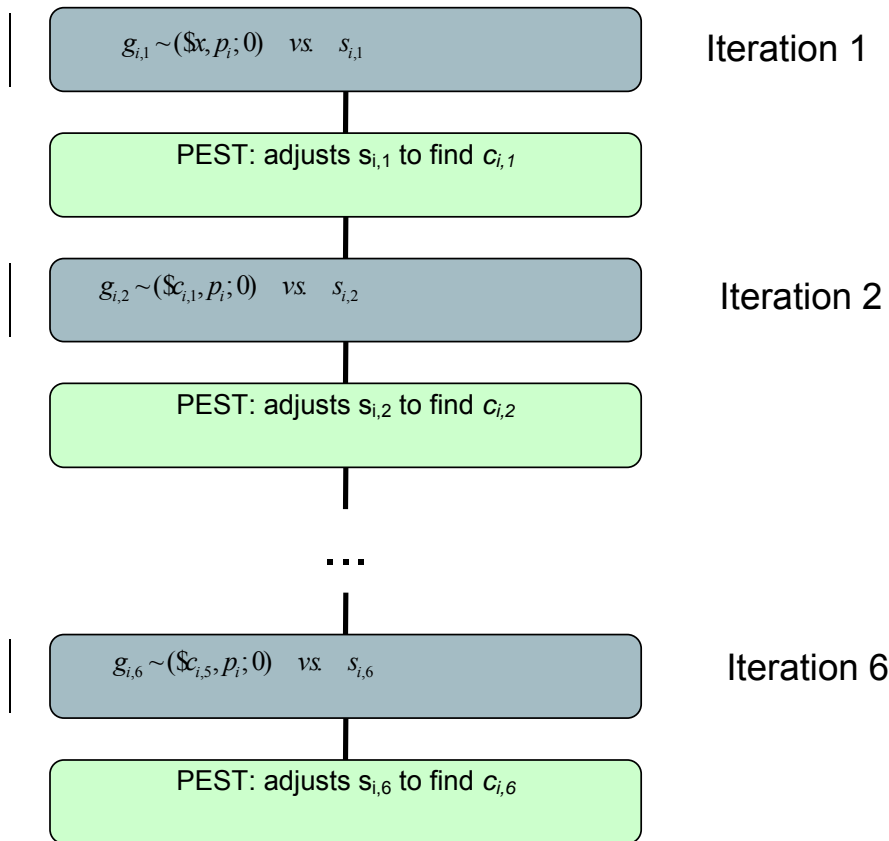 g_{i,1} ~ ($x, p_i; 0) vs. s_{i,1}
Iteration 1
PEST: adjusts s_{i,1} to find c_{i,1}
g_{i,2} ~ ($c_{i,1}, p_i; 0) vs. s_{i,2}
Iteration 2
PEST: adjusts s_{i,2} to find c_{i,2}
...
g_{i,6} ~ ($c_{i,5}, p_i; 0) vs. s_{i,6}
Iteration 6
PEST: adjusts s_{i,6} to find c_{i,6}